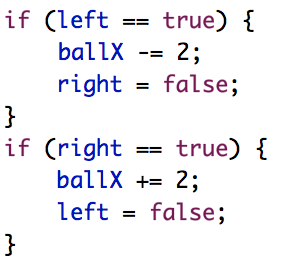 if (left == true) {
    ballX -= 2;
    right = false;
}
if (right == true) {
    ballX += 2;
    left = false;
}